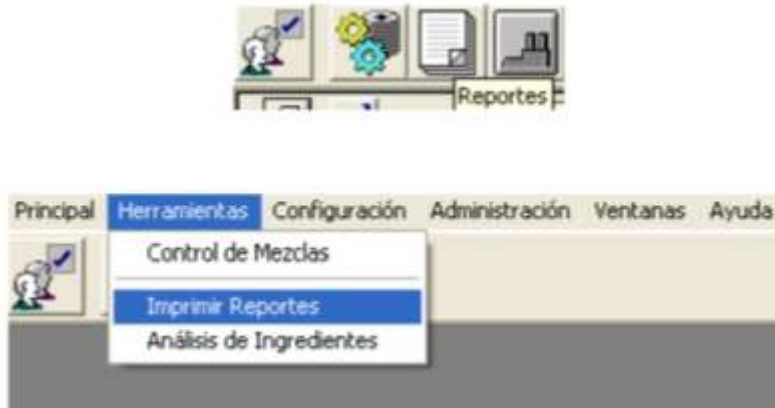 Reportes
Principal Herramientas Configuración Administración Ventanas Ayuda
Control de Mezclas
Imprimir Reportes
Análisis de Ingredientes